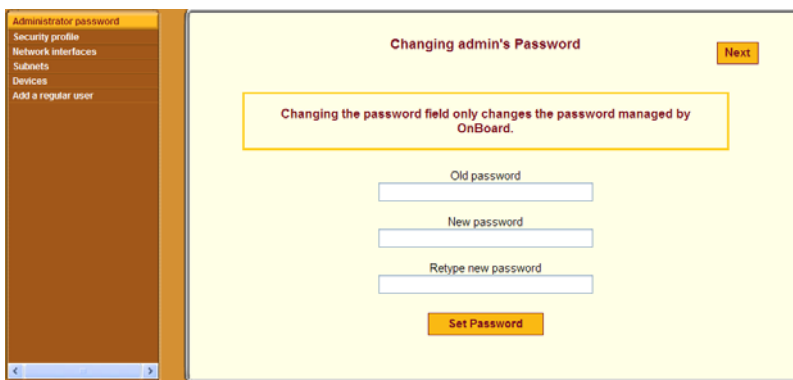 Administrator password
Security profile
Network interfaces
Subnets
Devices
Add a regular user
Changing admin's Password
Next
Changing the password field only changes the password managed by
OnBoard.
Old password
New password
Retype new password
Set Password